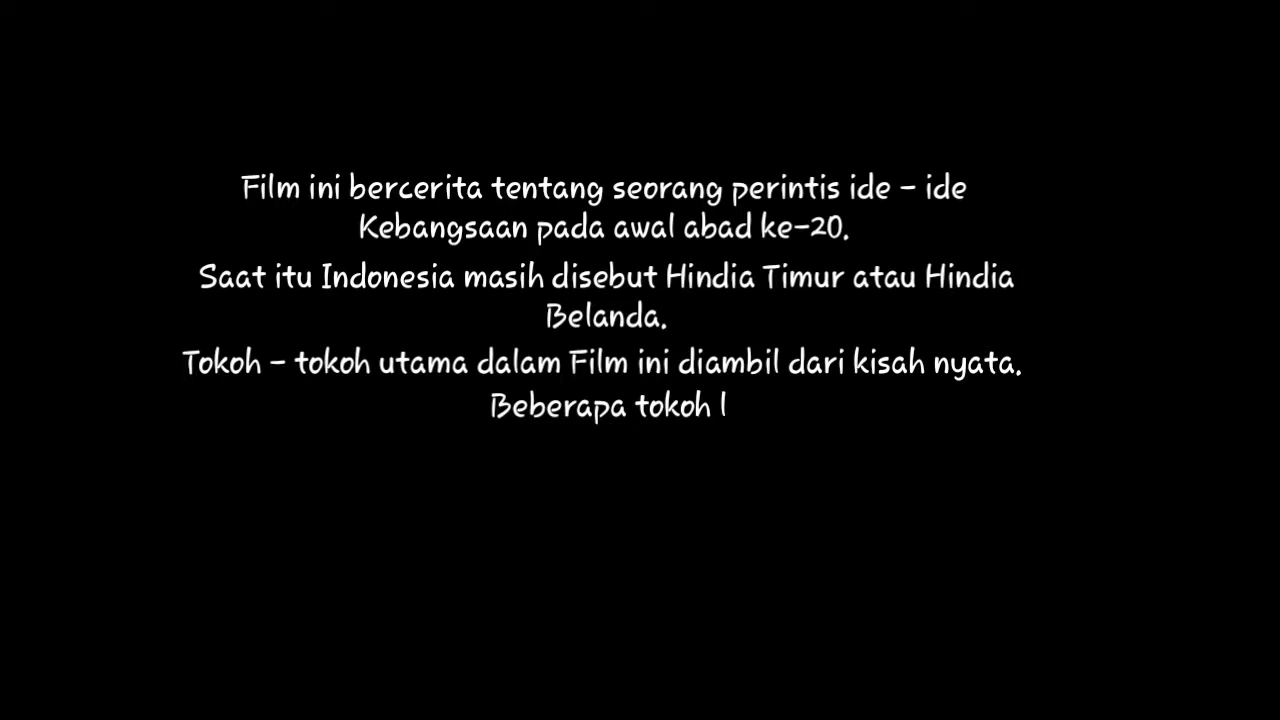 Film ini bercerita tentang seorang perintis ide - ide
Kebangsaan pada awal abad ke-20.
Saat itu Indonesia masih disebut Hindia Timur atau Hindia
Belanda.
Tokoh - tokoh utama dalam Film ini diambil dari kisah nyata.
Beberapa tokoh l